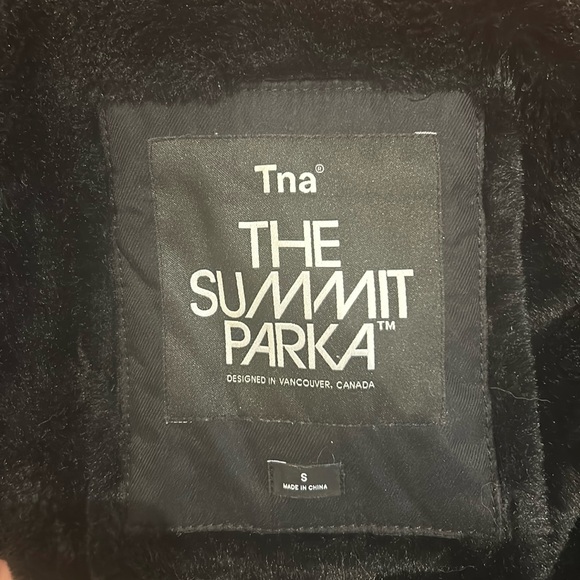 Tna®
THE
SUMMIT
PARKA™
DESIGNED IN VANCOUVER, CANADA
S
MADE IN CHINA